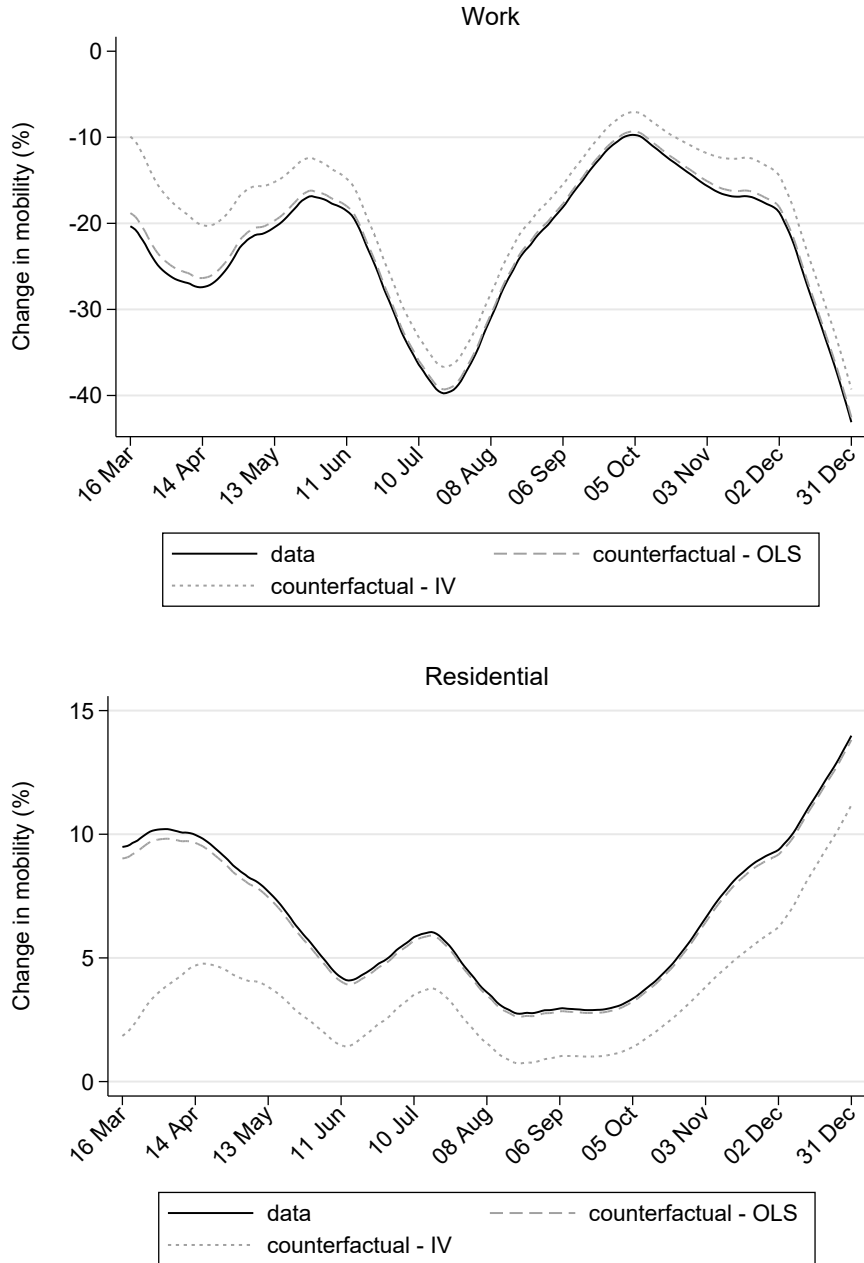 Work
Change in mobility (%)
0
-10
-20
-30
-40
16 Mar
14 Apr
13 May
11 Jun
10 Jul
08 Aug
06 Sep
05 Oct
03 Nov
02 Dec
31 Dec
data
counterfactual - OLS
counterfactual - IV
Residential
Change in mobility (%)
15
10
5
0
16 Mar
14 Apr
13 May
11 Jun
10 Jul
08 Aug
06 Sep
05 Oct
03 Nov
02 Dec
31 Dec
data
counterfactual - OLS
counterfactual - IV